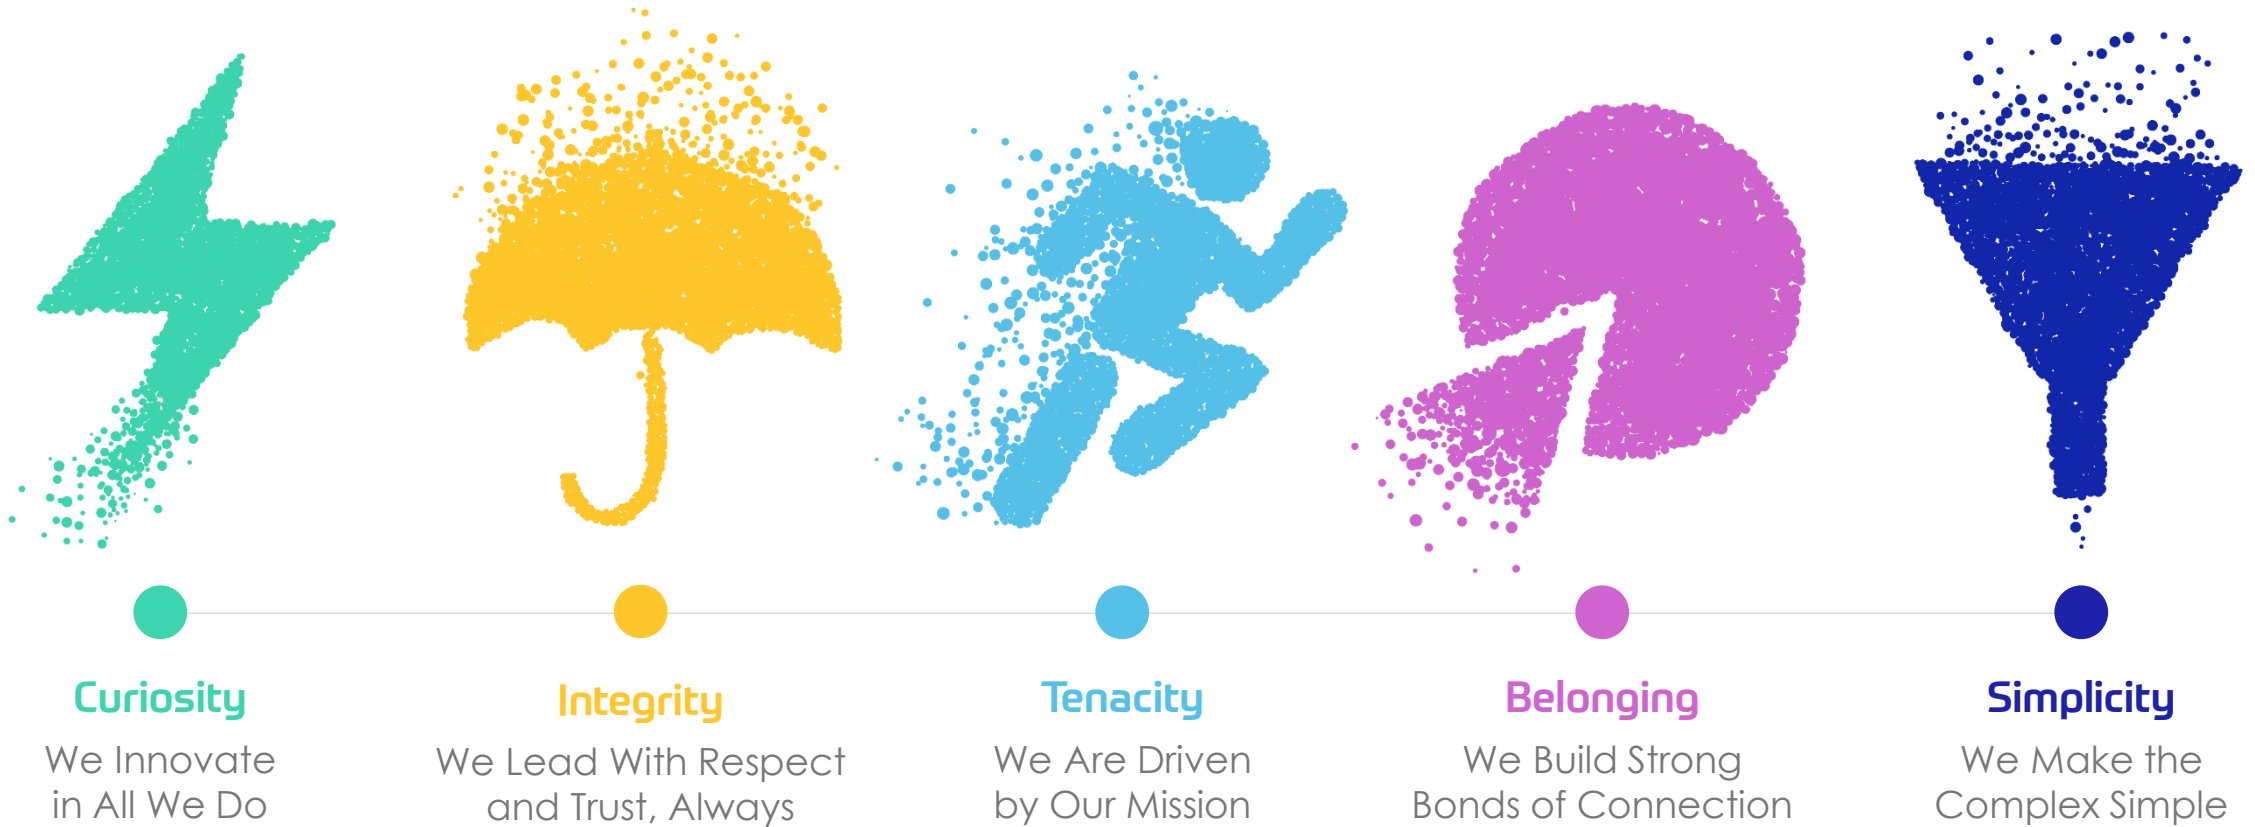 Curiosity
We Innovate
in All We Do
Integrity
We Lead With Respect
and Trust, Always
Tenacity
We Are Driven
by Our Mission
Belonging
We Build Strong
Bonds of Connection
Simplicity
We Make the
Complex Simple